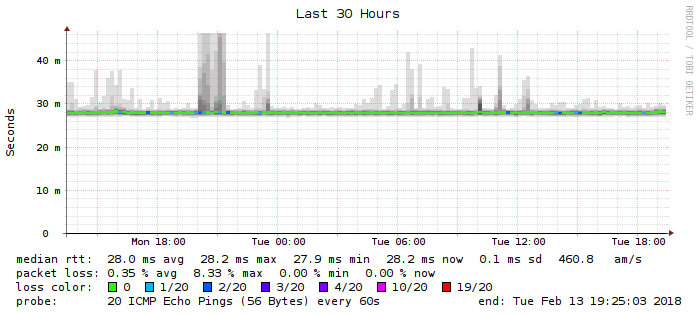 Last 30 Hours
RRDTOOL / TOBI OETIKER
Seconds
40 m
30 m
20 m
10 m
0
Mon 18:00 Tue 00:00 Tue 06:00 Tue 12:00 Tue 18:00
median rtt: 28.0 ms avg 28.2 ms max 27.9 ms min 28.2 ms now 0.1 ms sd 460.8 am/s
packet loss: 0.35 % avg 8.33 % max 0.00 % min 0.00 % now
loss color: 0 1/20 2/20 3/20 4/20 10/20 19/20
probe: 20 ICMP Echo Pings (56 Bytes) every 60s end: Tue Feb 13 19:25:03 2018